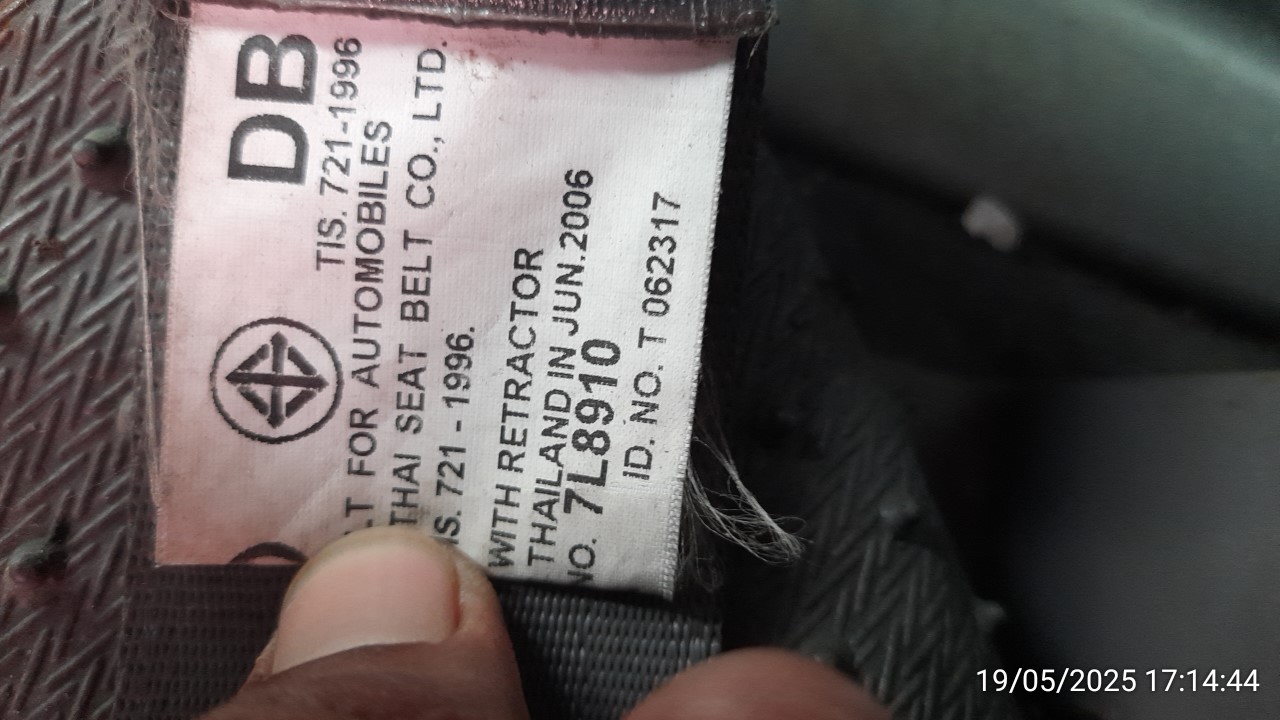 DB
TIS. 721-1996
FOR AUTOMOBILES
THAI SEAT BELT CO., LTD.
721 - 1996.
WITH RETRACTOR
THAILAND IN JUN.2006
NO. 7L8910
ID. NO. T 062317
19/05/2025 17:14:44